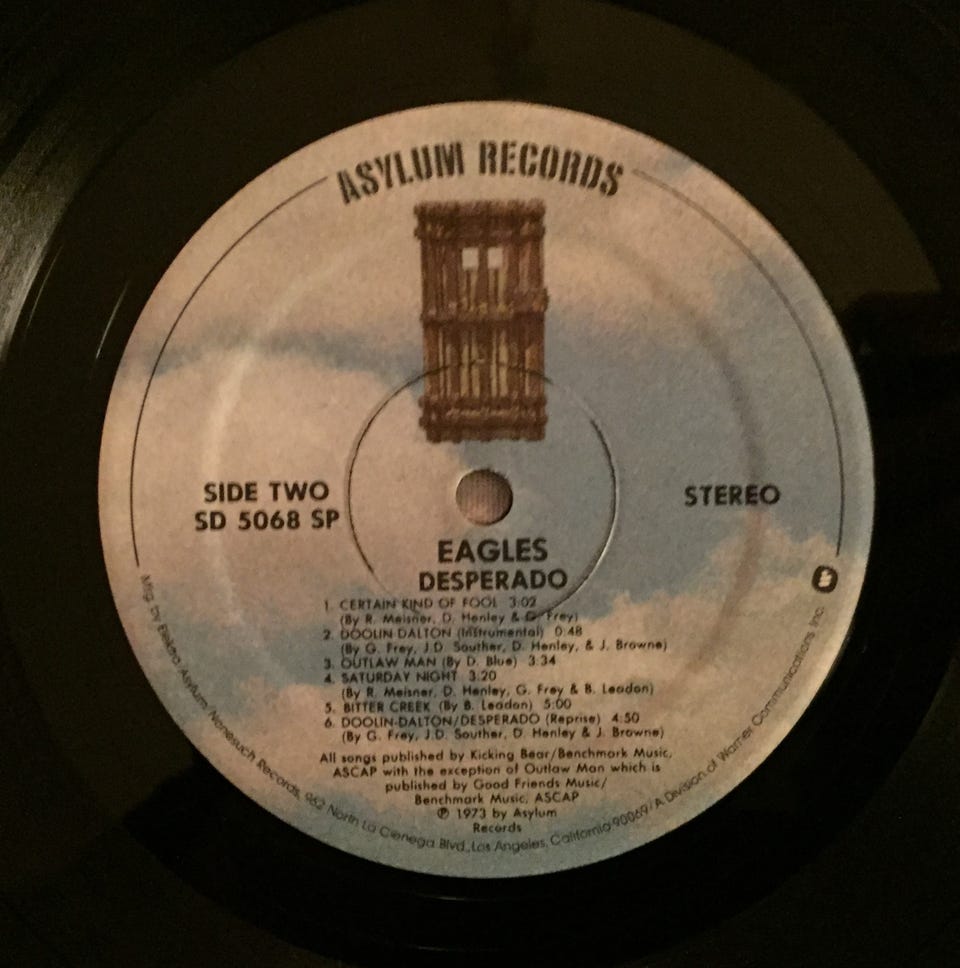 ASYLUM RECORDS
SIDE TWO
SD 5068 SP
STEREO
EAGLES
DESPERADO
1. CERTAIN KIND OF FOOL 3:02
(By R. Meisner, D. Henley & G. Frey)
2. DOOLIN DALTON (Instrumental) 0:48
(By G. Frey, J.D. Souther, D. Henley, & J. Browne)
3. OUTLAW MAN (By D. Blue) 3:34
4. SATURDAY NIGHT 3:20
(By R. Meisner, D. Henley, G. Frey & B. Leadon)
5. BITTER CREEK (By B. Leadon) 5:00
6. DOOLIN-DALTON/DESPERADO (Reprise) 4:50
(By G. Frey, J.D. Souther, D. Henley & J. Browne)
All songs published by Kicking Bear/Benchmark Music,
ASCAP with the exception of Outlaw Man which is
published by Good Friends Music/
Benchmark Music, ASCAP
℗ 1973 by Asylum
Records
Mfg. by Elektra/Asylum/Nonesuch Records, 962 North La Cienega Blvd., Los Angeles, California 90069/A Division of Warner Communications Inc.